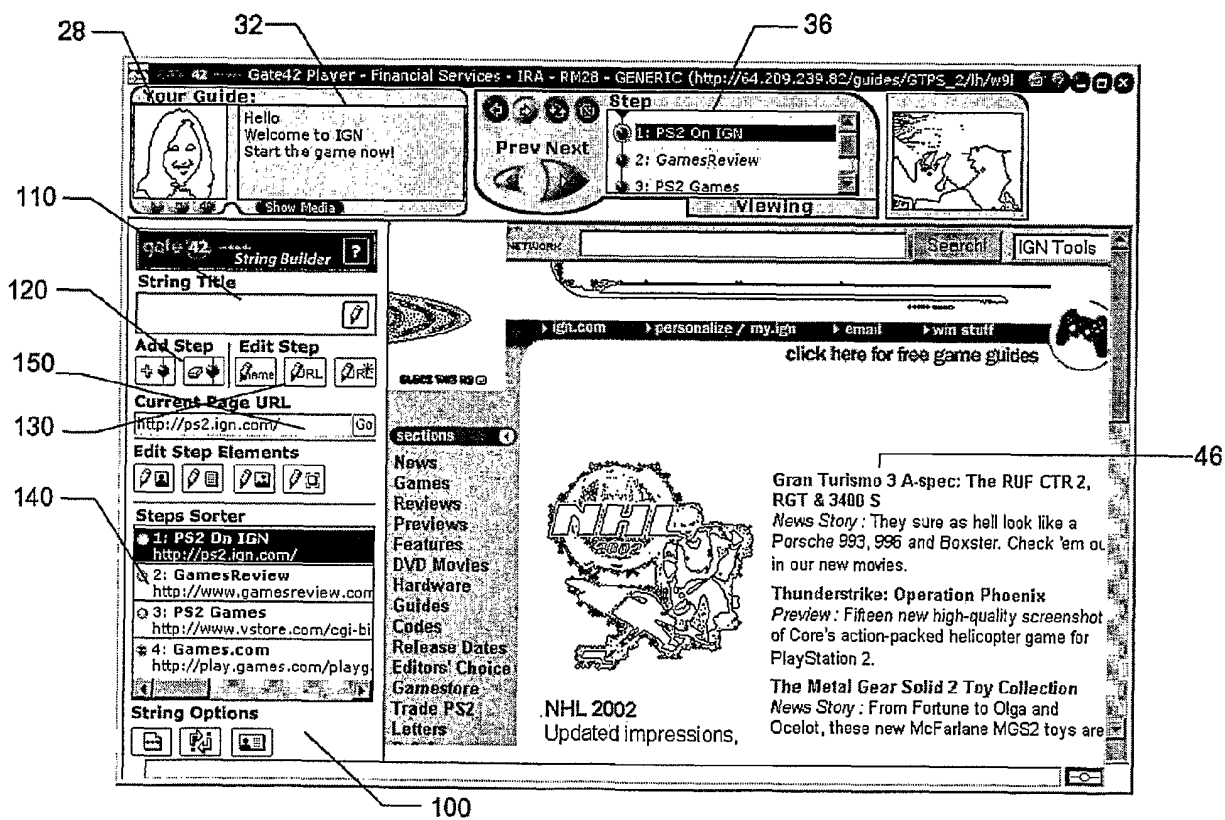 28
32
36
42
Gate42 Player - Financial Services - IRA - RM28 - GENERIC (http://64.209.239.82/guides/GTPS_2/lh/w9l
Your Guide:
Hello
Welcome to IGN
Start the game now!
Show Media
Prev Next
Step
1: PS2 On IGN
2: GamesReview
3: PS2 Games
Viewing
110
gate 42
String Builder
?
String Title
120
Add Step
Edit Step
Name
URL
150
Current Page URL
130
http://ps2.ign.com/
Go
Edit Step Elements
140
Steps Sorter
1: PS2 On IGN
http://ps2.ign.com/
2: GamesReview
http://www.gamesreview.com
3: PS2 Games
http://www.vstore.com/cgi-bi
4: Games.com
http://play.games.com/playg
String Options
100
NETWORK
Search!
IGN Tools
ign.com
personalize / my.ign
email
win stuff
click here for free game guides
sections
News
Games
Reviews
Previews
Features
DVD Movies
Hardware
Guides
Codes
Release Dates
Editors' Choice
Gamestore
Trade PS2
Letters
NHL
2002
.NHL 2002
Updated impressions,
46
Gran Turismo 3 A-spec: The RUF CTR 2,
RGT & 3400 S
News Story : They sure as hell look like a
Porsche 993, 996 and Boxster. Check 'em ou
in our new movies.
Thunderstrike: Operation Phoenix
Preview : Fifteen new high-quality screenshot
of Core's action-packed helicopter game for
PlayStation 2.
The Metal Gear Solid 2 Toy Collection
News Story : From Fortune to Olga and
Ocelot, these new McFarlane MGS2 toys are